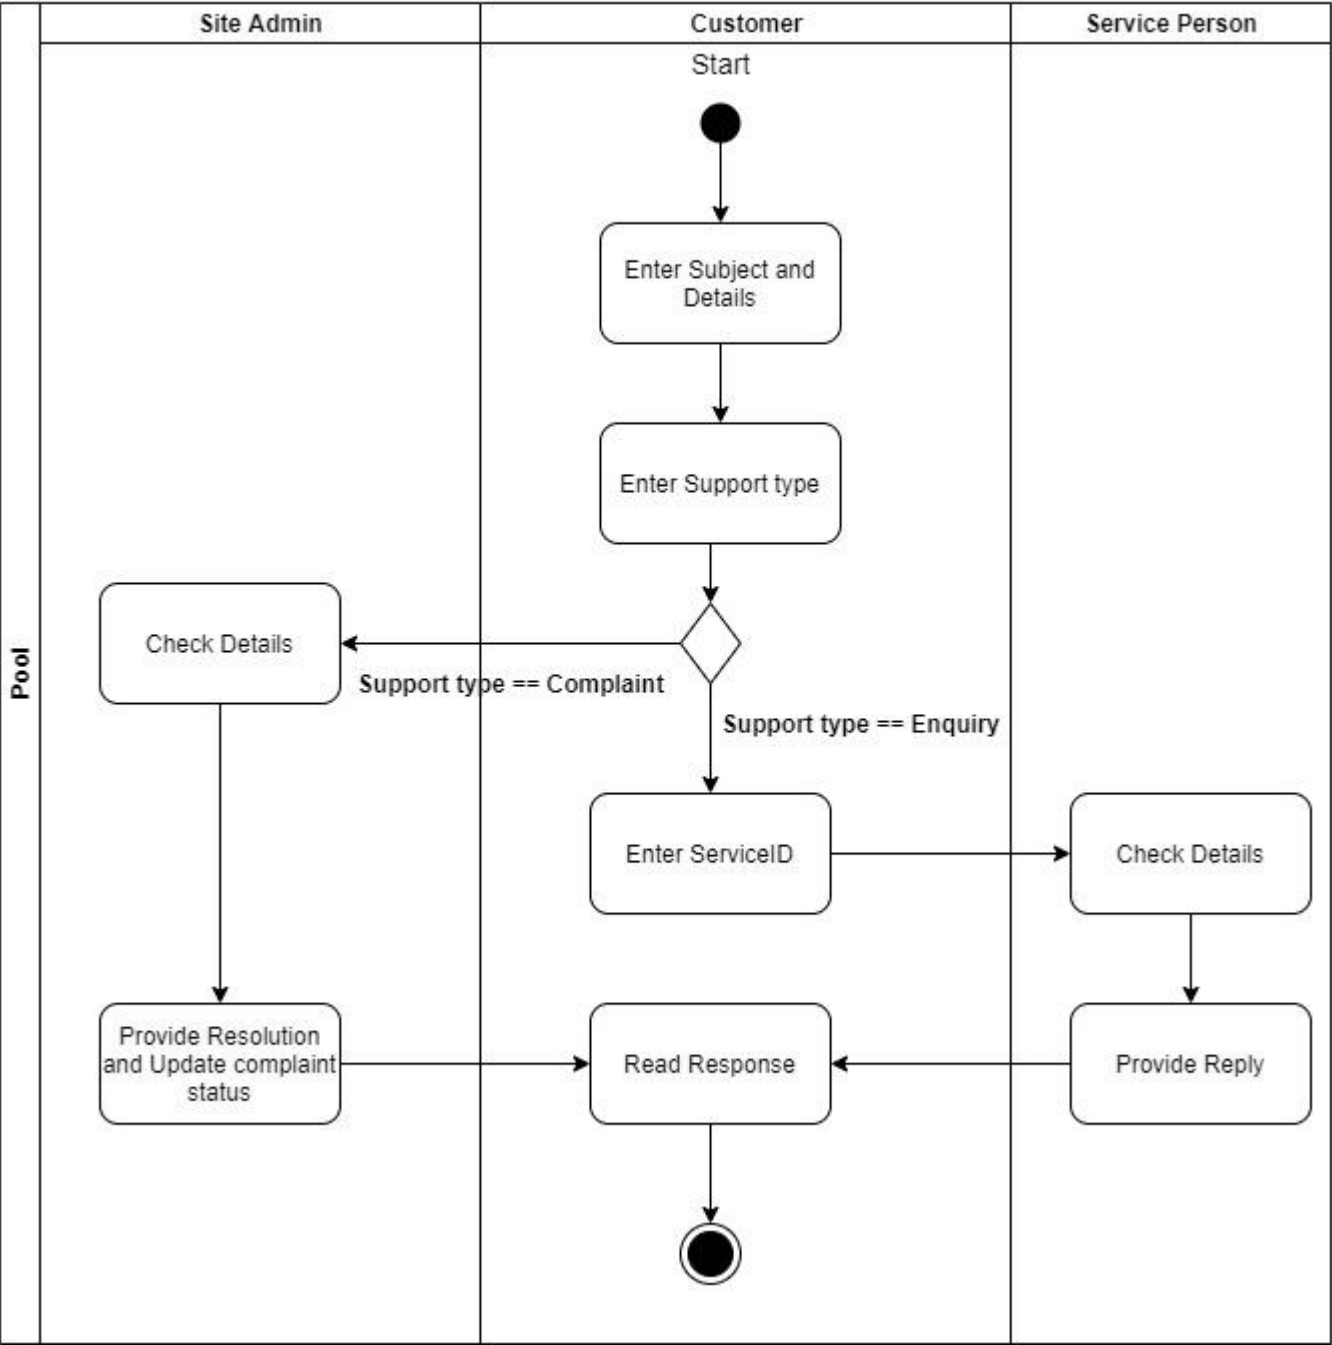 Site Admin
Customer
Service Person
Start
Enter Subject and
Details
Enter Support type
Check Details
Support type == Complaint
Pool
Support type == Enquiry
Enter ServiceID
Check Details
Provide Resolution
and Update complaint
status
Read Response
Provide Reply